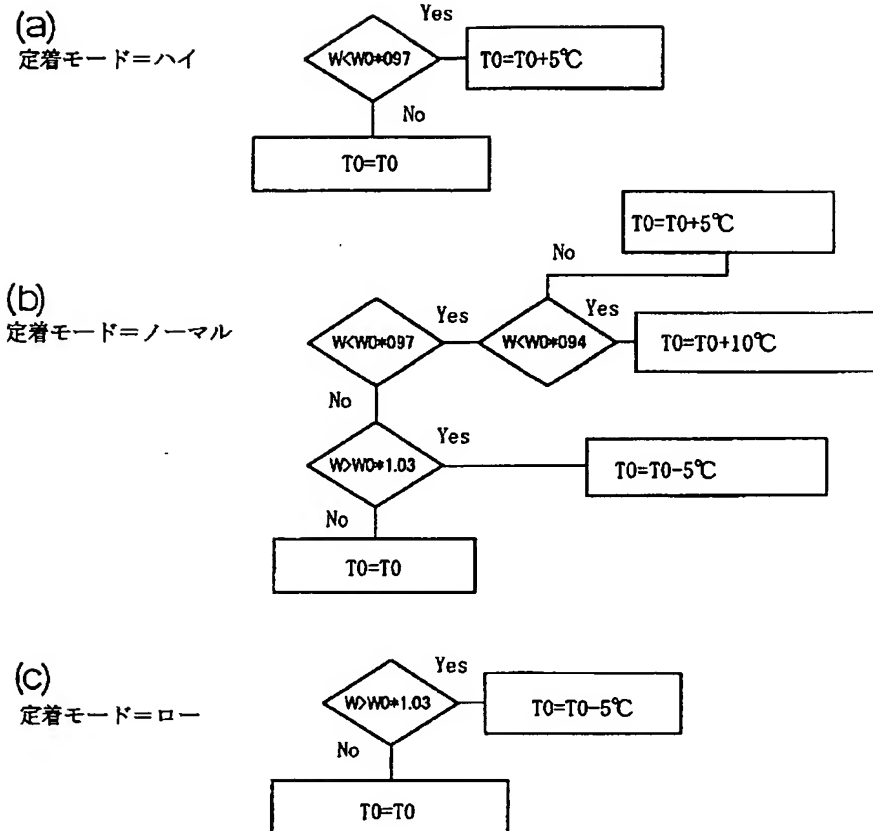 (a)
定着モード=ハイ
W<W0*097
Yes
T0=T0+5℃
No
T0=T0
(b)
定着モード=ノーマル
W<W0*097
Yes
W<W0*094
No
T0=T0+5℃
Yes
T0=T0+10℃
No
W>W0*1.03
Yes
T0=T0-5℃
No
T0=T0
(c)
定着モード=ロー
W>W0*1.03
Yes
T0=T0-5℃
No
T0=T0